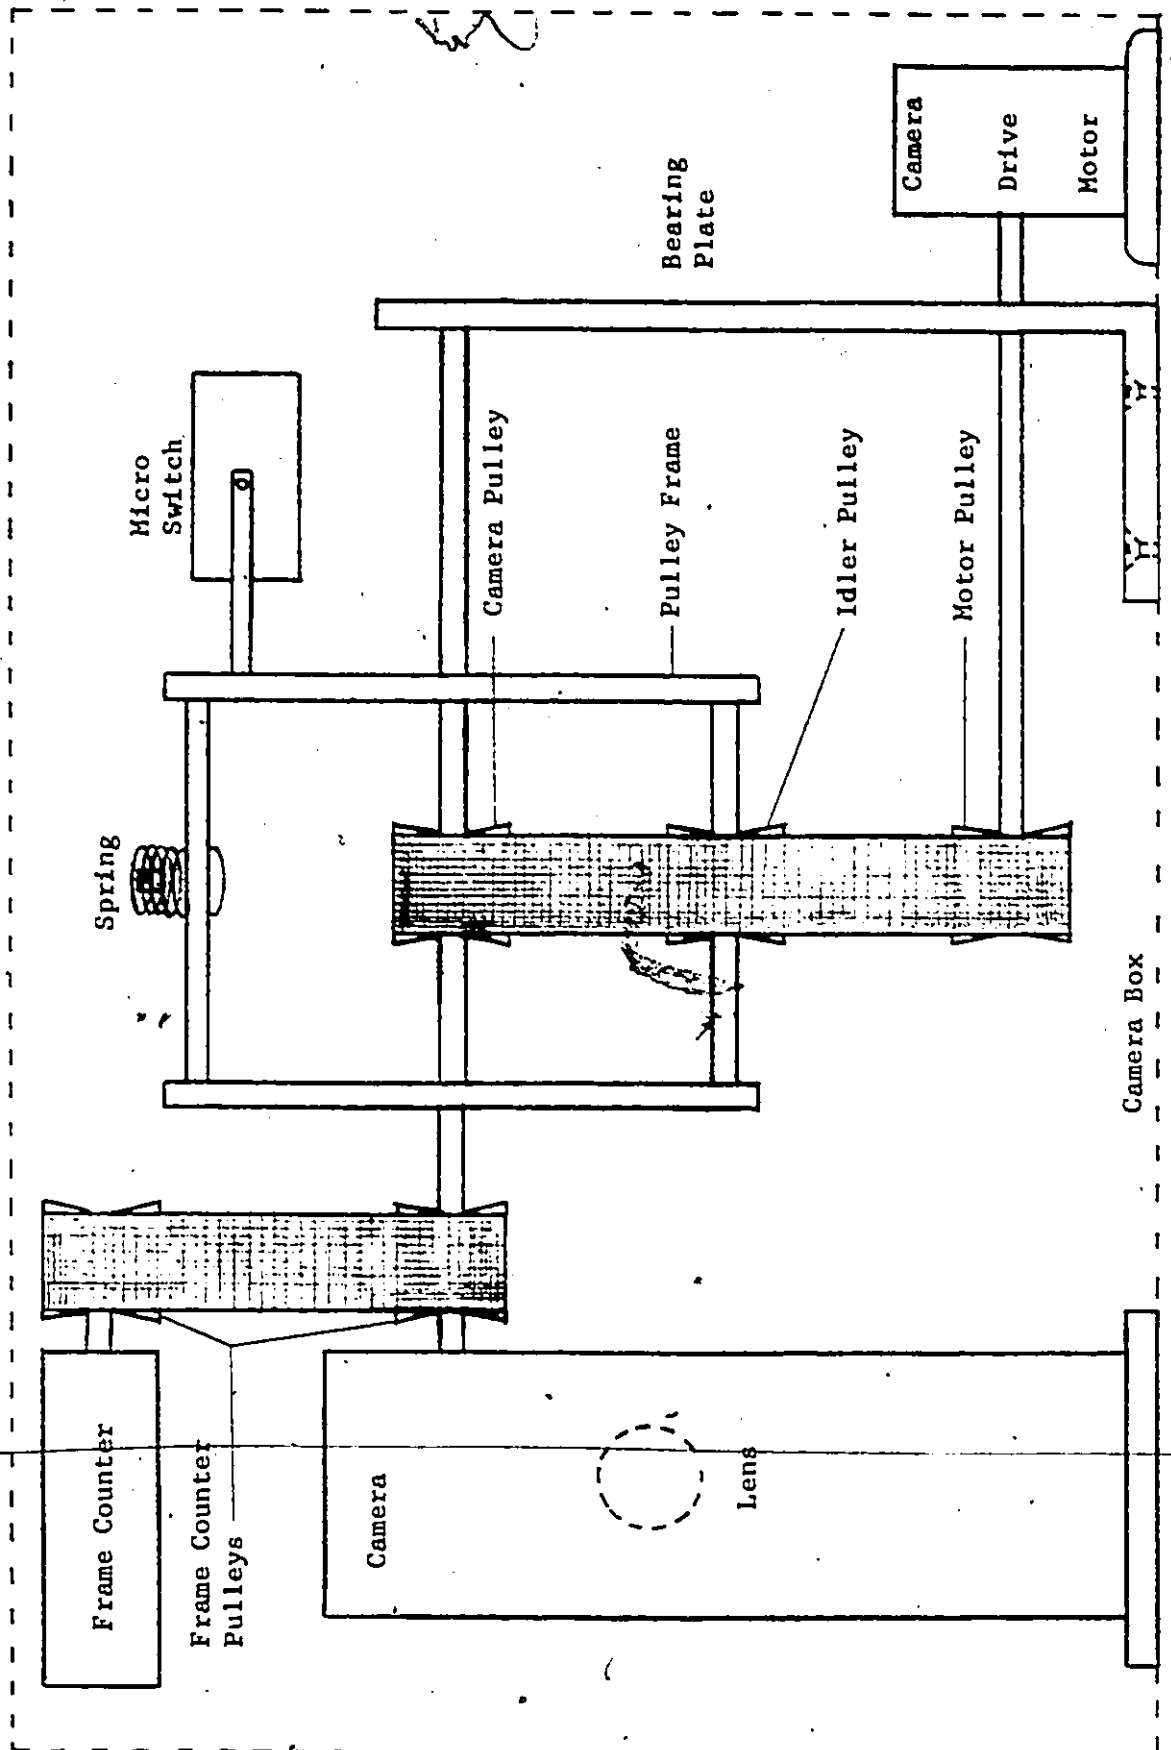 Frame Counter
Frame Counter
Pulleys
Camera
Lens
Spring
Micro
Switch
Camera Pulley
Pulley Frame
Idler Pulley
Motor Pulley
Bearing
Plate
Camera
Drive
Motor
Camera Box